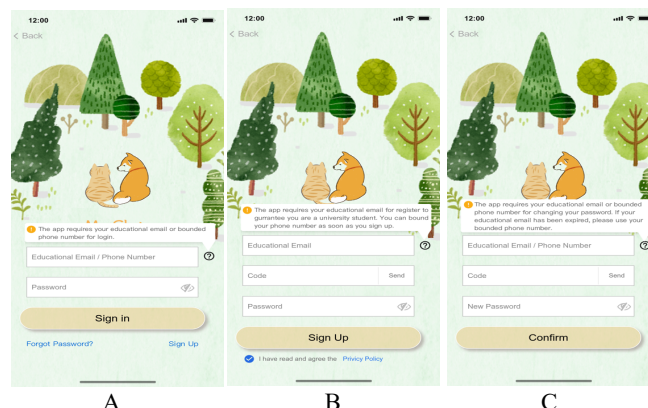 12:00
Back
The app requires your educational email or bounded
phone number for login.
Educational Email / Phone Number
Password
Sign in
Forgot Password?
Sign Up
A
12:00
Back
The app requires your educational email for register to
gurrantee you are a university student. You can bound
your phone number as soon as you sign up.
Educational Email
Code
Send
Password
Sign Up
I have read and agree the Privicy Policy
B
12:00
Back
The app requires your educational email or bounded
phone number for changing your password. If your
educational email has been expired, please use your
bounded phone number.
Educational Email / Phone Number
Code
Send
New Password
Confirm
C